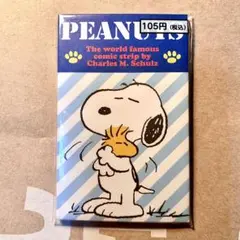 PEANUTS
105円(税込)
The world famous
comic strip by
Charles M. Schulz